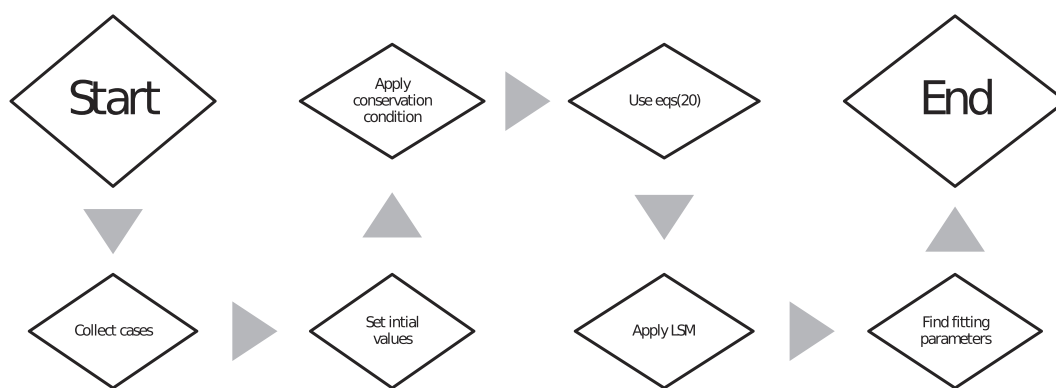 Start
Collect cases
Set intial
values
Apply
conservation
condition
Use eqs(20)
Apply LSM
Find fitting
parameters
End